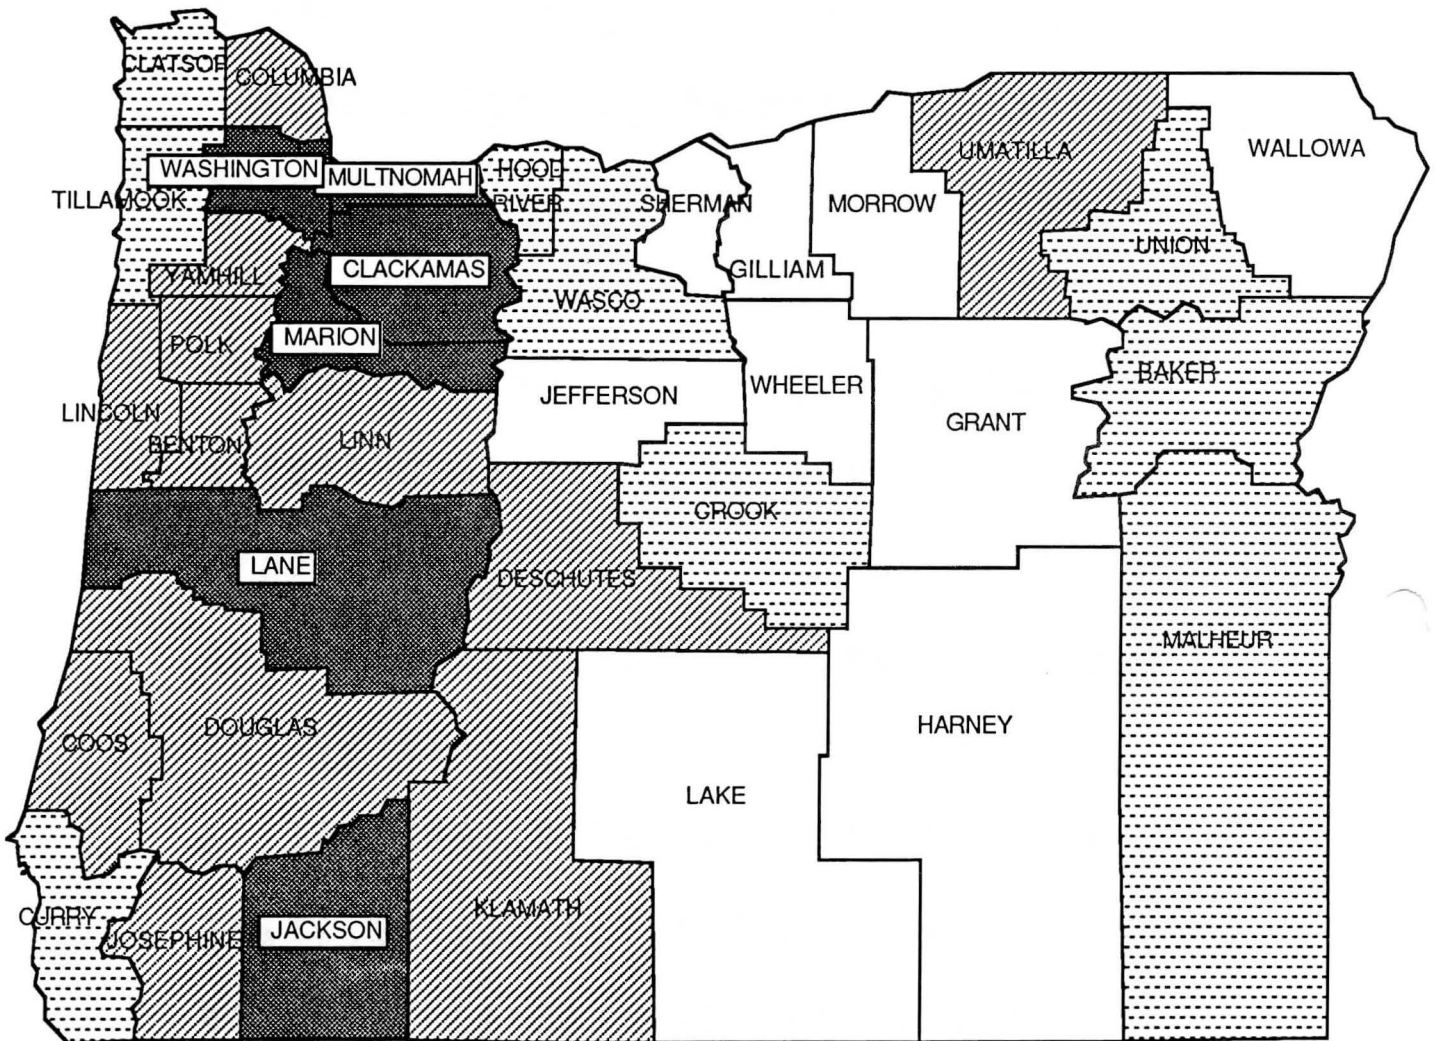 CLATSOP
COLUMBIA
WASHINGTON
MULTNOMAH
HOOD
RIVER
TILLAMOOK
SHERMAN
MORROW
UMATILLA
WALLOWA
UNION
GILLIAM
YAMHILL
CLACKAMAS
WASCO
MARION
POLK
JEFFERSON
WHEELER
BAKER
LINCOLN
BENTON
LINN
GRANT
CROOK
LANE
DESCHUTES
MALHEUR
COOS
DOUGLAS
HARNEY
LAKE
CURRY
JOSEPHINE
JACKSON
KLAMATH